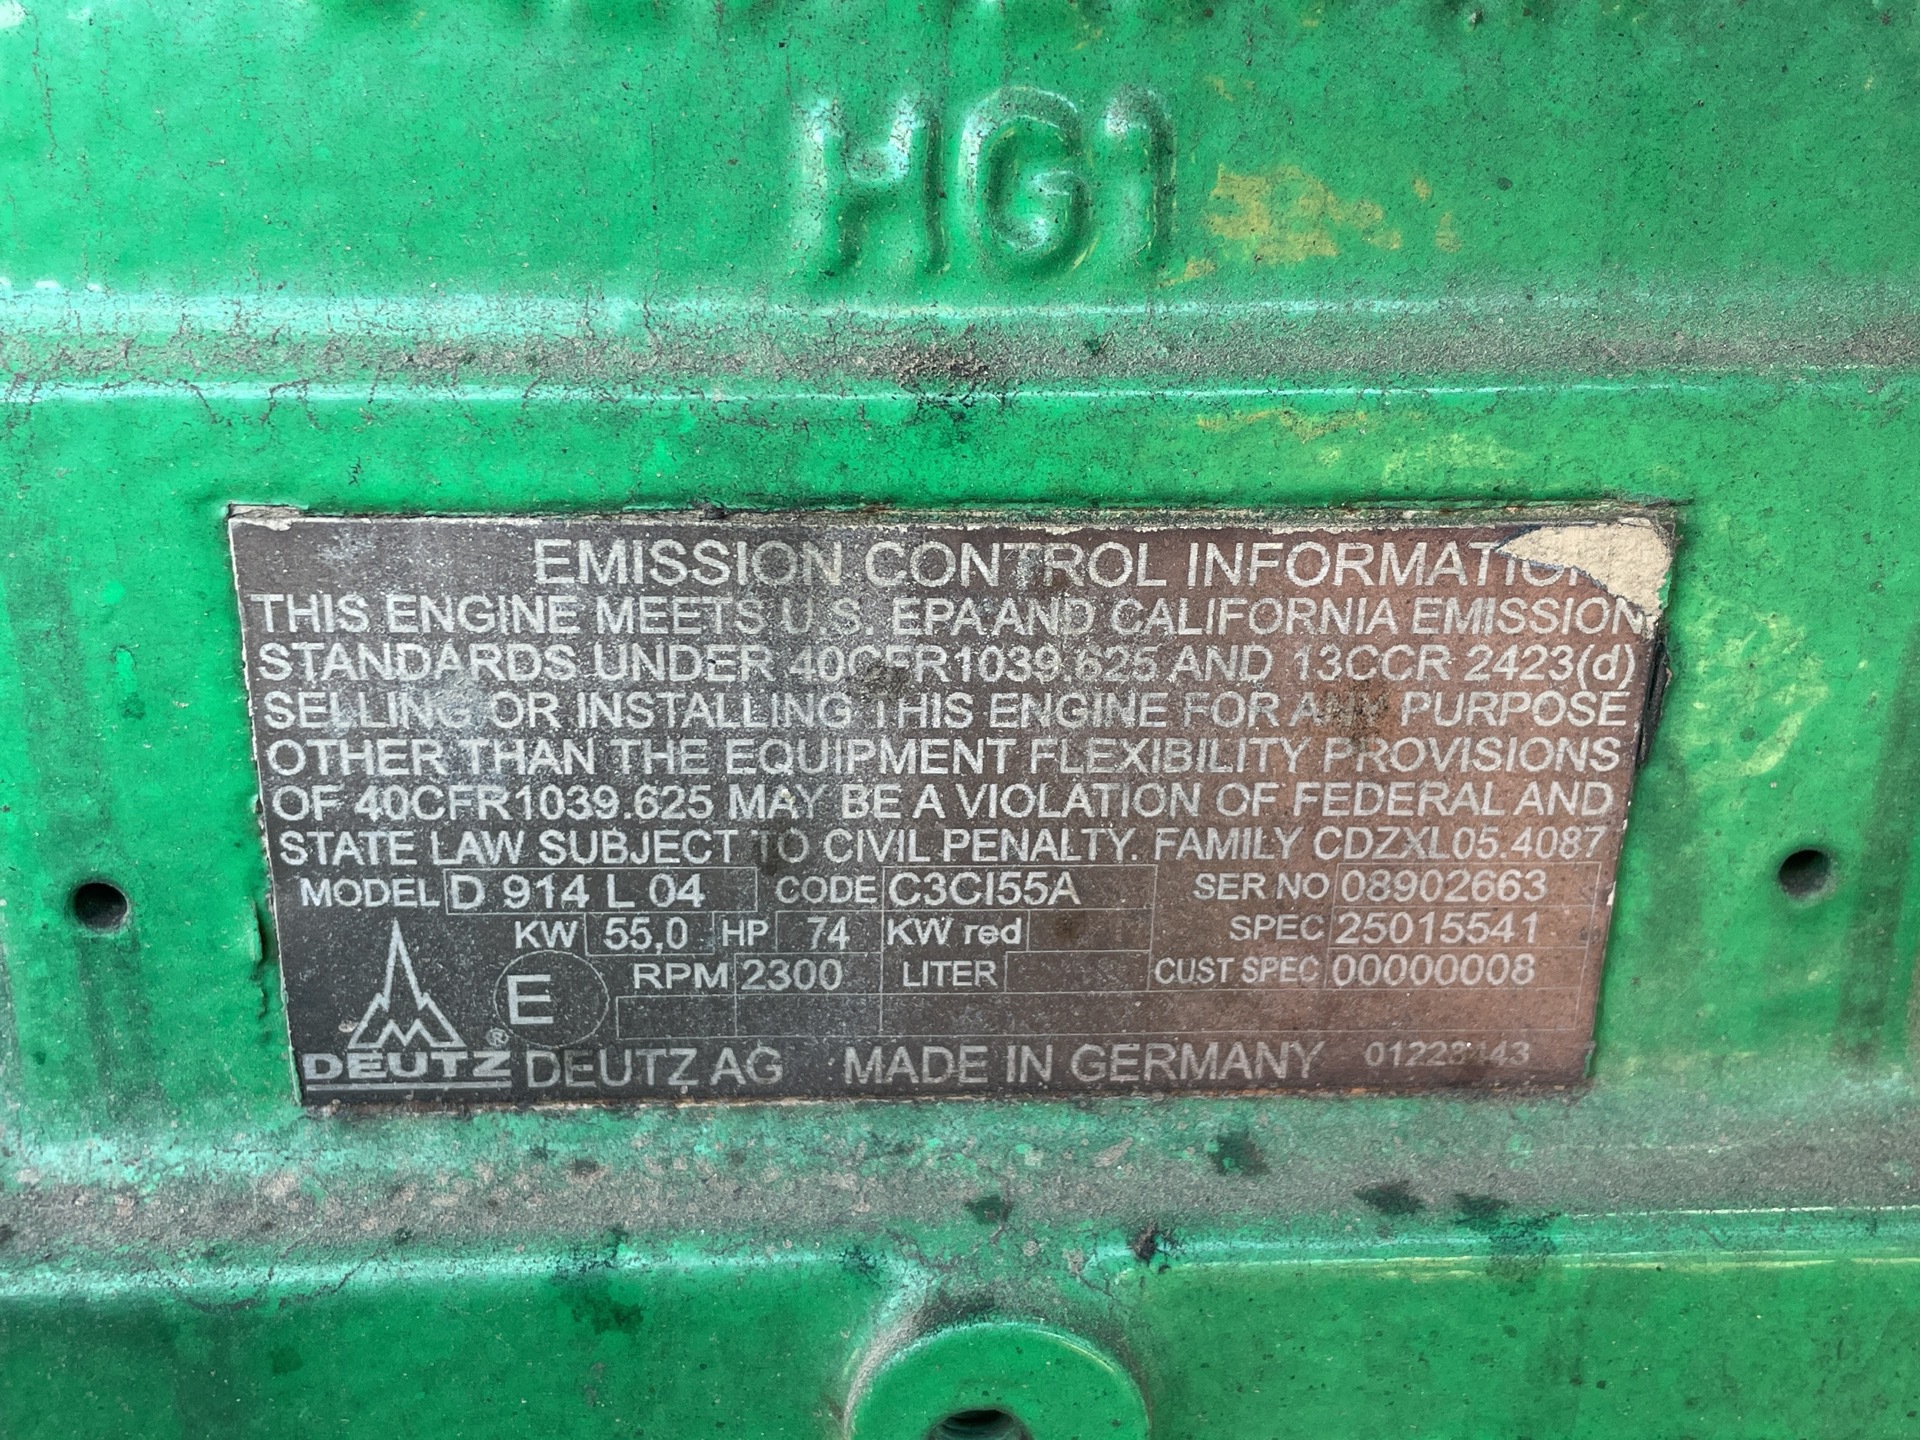 HG1
EMISSION CONTROL INFORMATION
THIS ENGINE MEETS U.S. EPA AND CALIFORNIA EMISSION
STANDARDS UNDER 40CFR1039.625 AND 13CCR 2423(d)
SELLING OR INSTALLING THIS ENGINE FOR ANY PURPOSE
OTHER THAN THE EQUIPMENT FLEXIBILITY PROVISIONS
OF 40CFR1039.625 MAY BE A VIOLATION OF FEDERAL AND
STATE LAW SUBJECT TO CIVIL PENALTY. FAMILY CDZXL05.4087
MODEL D 914 L 04 CODE C3CI55A SER NO 08902663
KW 55,0 HP 74 KW red SPEC 25015541
E RPM 2300 LITER CUST SPEC 00000008
DEUTZ ® DEUTZ AG MADE IN GERMANY